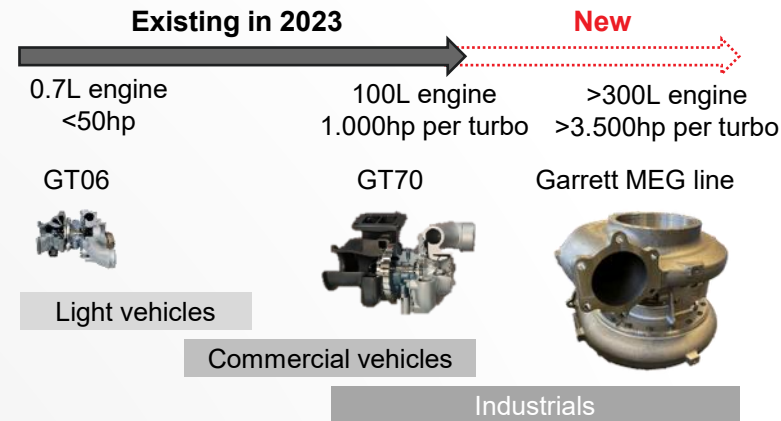 Existing in 2023
New
0.7L engine
<50hp
100L engine
1.000hp per turbo
>300L engine
>3.500hp per turbo
GT06
GT70
Garrett MEG line
Light vehicles
Commercial vehicles
Industrials